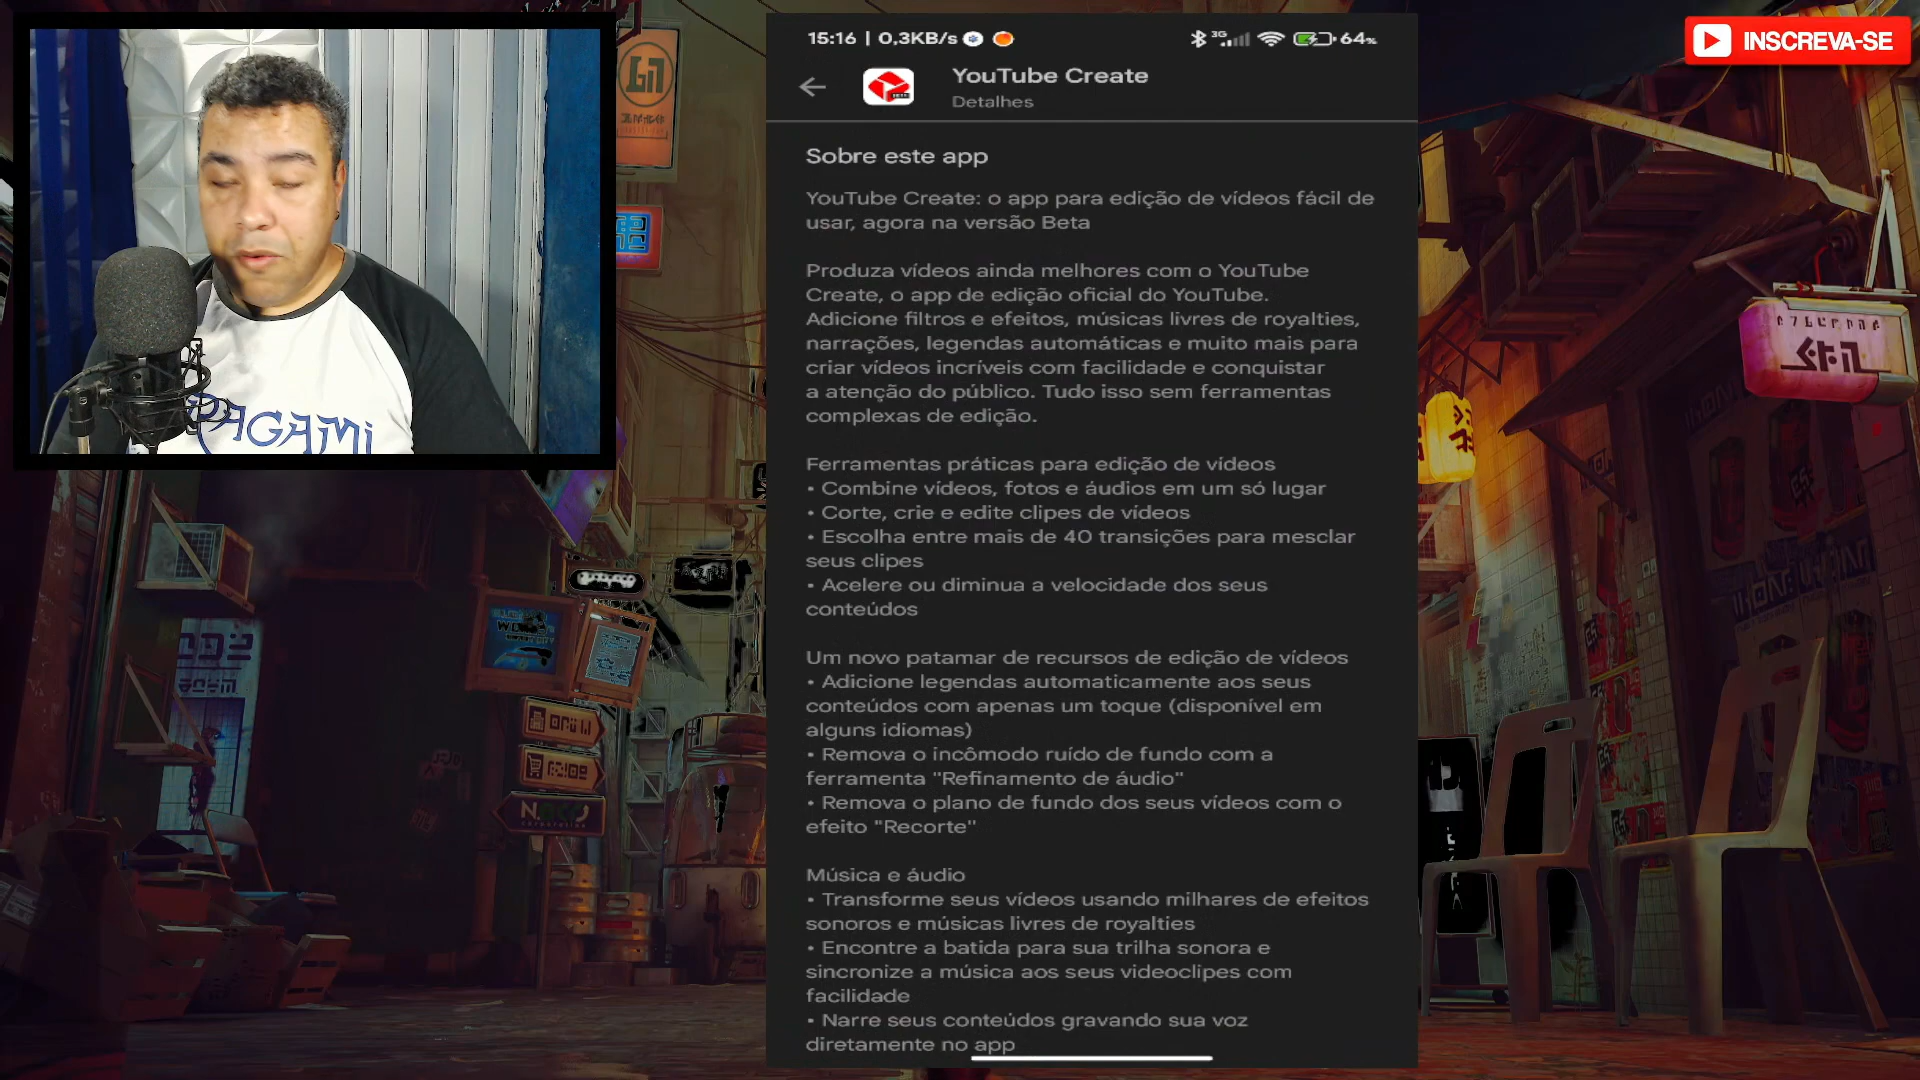 INSCREVA-SE
15:16 | 0,3KB/s
3G
64%
YouTube Create
Detalhes
Sobre este app
YouTube Create: o app para edição de vídeos fácil de
usar, agora na versão Beta
Produza vídeos ainda melhores com o YouTube
Create, o app de edição oficial do YouTube.
Adicione filtros e efeitos, músicas livres de royalties,
narrações, legendas automáticas e muito mais para
criar vídeos incríveis com facilidade e conquistar
a atenção do público. Tudo isso sem ferramentas
complexas de edição.
Ferramentas práticas para edição de vídeos
• Combine vídeos, fotos e áudios em um só lugar
• Corte, crie e edite clipes de vídeos
• Escolha entre mais de 40 transições para mesclar
seus clipes
• Acelere ou diminua a velocidade dos seus
conteúdos
Um novo patamar de recursos de edição de vídeos
• Adicione legendas automaticamente aos seus
conteúdos com apenas um toque (disponível em
alguns idiomas)
• Remova o incômodo ruído de fundo com a
ferramenta "Refinamento de áudio"
• Remova o plano de fundo dos seus vídeos com o
efeito "Recorte"
Música e áudio
• Transforme seus vídeos usando milhares de efeitos
sonoros e músicas livres de royalties
• Encontre a batida para sua trilha sonora e
sincronize a música aos seus videoclipes com
facilidade
• Narre seus conteúdos gravando sua voz
diretamente no app